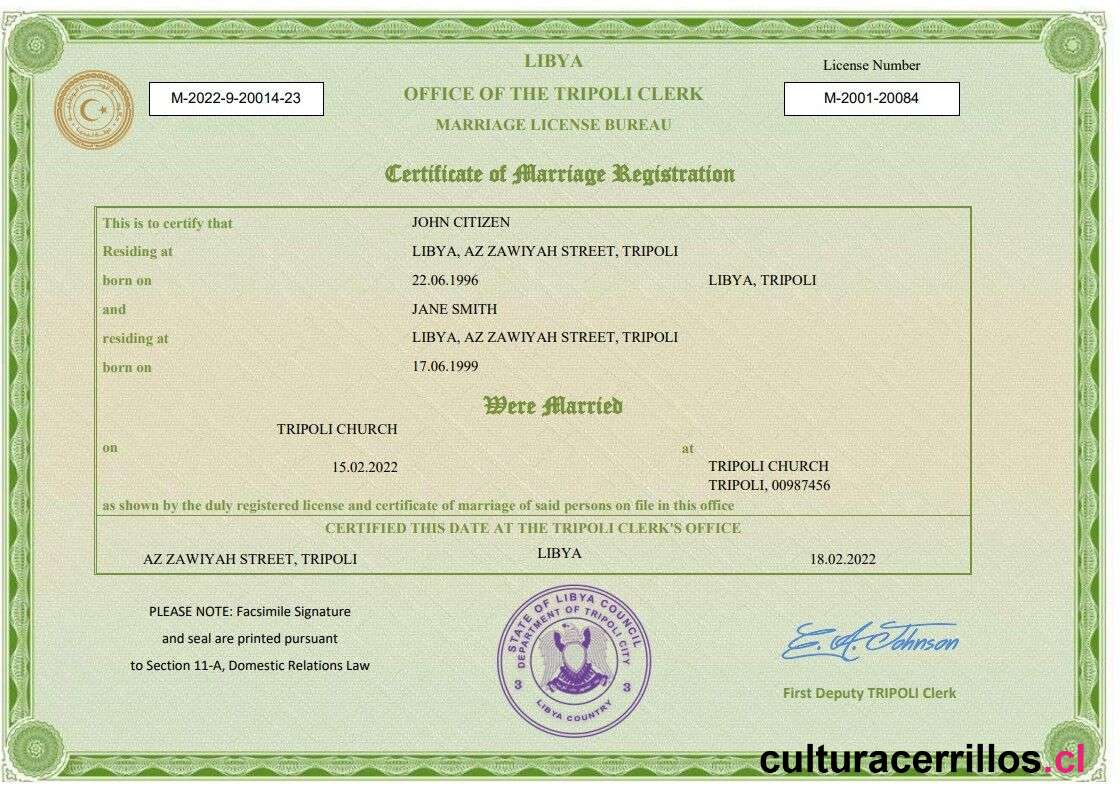 LIBYA
License Number
M-2022-9-20014-23
OFFICE OF THE TRIPOLI CLERK
M-2001-20084
MARRIAGE LICENSE BUREAU
Certificate of Marriage Registration
This is to certify that JOHN CITIZEN
Residing at LIBYA, AZ ZAWIYAH STREET, TRIPOLI
born on 22.06.1996 LIBYA, TRIPOLI
and JANE SMITH
residing at LIBYA, AZ ZAWIYAH STREET, TRIPOLI
born on 17.06.1999
Were Married
TRIPOLI CHURCH
on at
15.02.2022 TRIPOLI CHURCH
TRIPOLI, 00987456
as shown by the duly registered license and certificate of marriage of said persons on file in this office
CERTIFIED THIS DATE AT THE TRIPOLI CLERK'S OFFICE
AZ ZAWIYAH STREET, TRIPOLI LIBYA 18.02.2022
PLEASE NOTE: Facsimile Signature
and seal are printed pursuant
to Section 11-A, Domestic Relations Law
STATE OF LIBYA COUNCIL
DEPARTMENT OF TRIPOLI CITY
3 3
LIBYA COUNTRY
E. A. Johnson
First Deputy TRIPOLI Clerk
culturacerrillos.cl